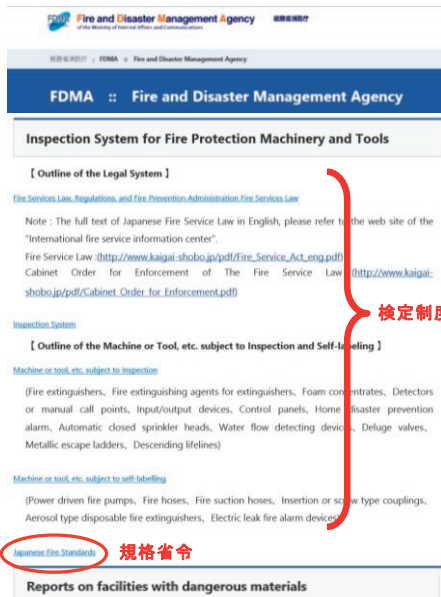 FDMA Fire and Disaster Management Agency 総務省消防庁
of the Ministry of Internal Affairs and Communications
総務省消防庁 : FDMA :: Fire and Disaster Management Agency
FDMA :: Fire and Disaster Management Agency
Inspection System for Fire Protection Machinery and Tools
【 Outline of the Legal System 】
Fire Services Law, Regulations, and Fire Prevention Administration Fire Services Law
Note : The full text of Japanese Fire Service Law in English, please refer to the web site of the
"International fire service information center".
Fire Service Law :(http://www.kaigai-shobo.jp/pdf/Fire_Service_Act_eng.pdf)
Cabinet Order for Enforcement of The Fire Service Law (http://www.kaigai-
shobo.jp/pdf/Cabinet_Order_for_Enforcement.pdf)
検定制度
Inspection System
【 Outline of the Machine or Tool, etc. subject to Inspection and Self-labeling 】
Machine or tool, etc. subject to inspection
(Fire extinguishers、Fire extinguishing agents for extinguishers、Foam concentrates、Detectors
or manual call points、Input/output devices、Control panels、Home disaster prevention
alarm、Automatic closed sprinkler heads、Water flow detecting devices、Deluge valves、
Metallic escape ladders、Descending lifelines)
Machine or tool, etc. subject to self-labelling
(Power driven fire pumps、Fire hoses、Fire suction hoses、Insertion or screw type couplings、
Aerosol type disposable fire extinguishers、Electric leak fire alarm devices)
Japanese Fire Standards 規格省令
Reports on facilities with dangerous materials